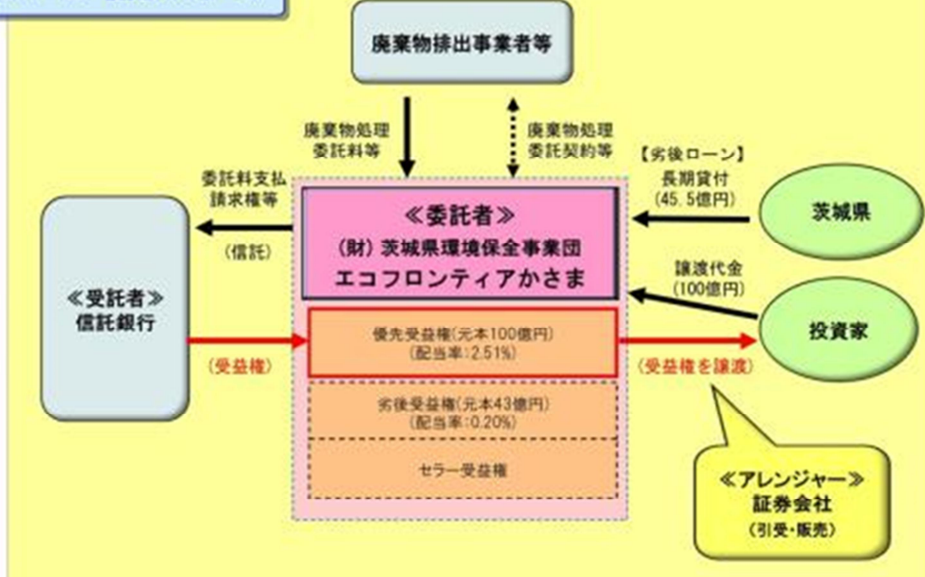 廃棄物排出事業者等
廃棄物処理
委託料等
廃棄物処理
委託契約等
【劣後ローン】
長期貸付
(45.5億円)
茨城県
委託料支払
請求権等
(信託)
≪委託者≫
(財) 茨城県環境保全事業団
エコフロンティアかさま
譲渡代金
(100億円)
投資家
≪受託者≫
信託銀行
(受益権)
優先受益権(元本100億円)
(配当率:2.51%)
(受益権を譲渡)
劣後受益権(元本43億円)
(配当率:0.20%)
セラー受益権
≪アレンジャー≫
証券会社
(引受・販売)